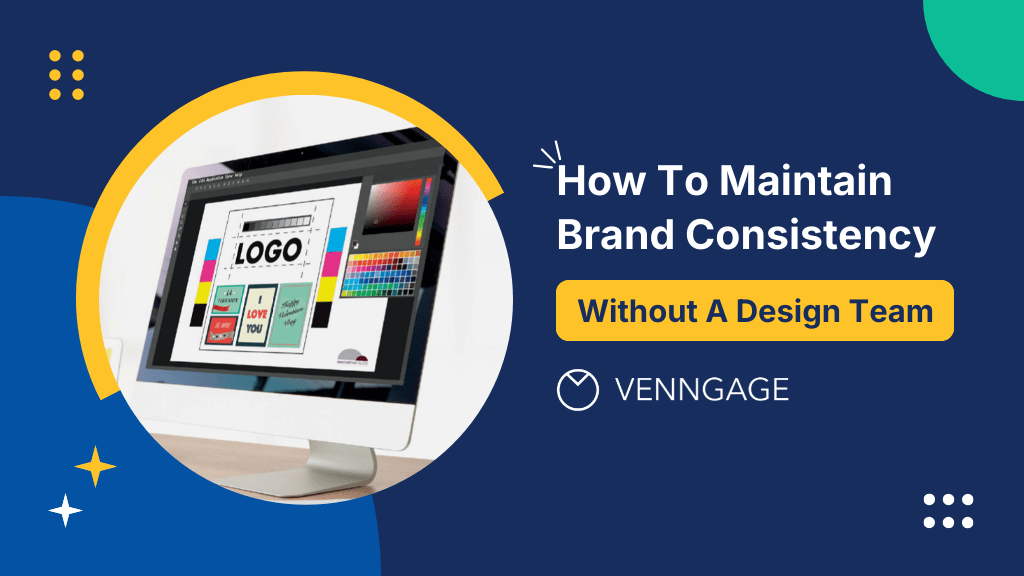 How To Maintain
Brand Consistency
Without A Design Team
VENNGAGE
LOGO
I
LOVE
YOU
Happy
Valentine
Day